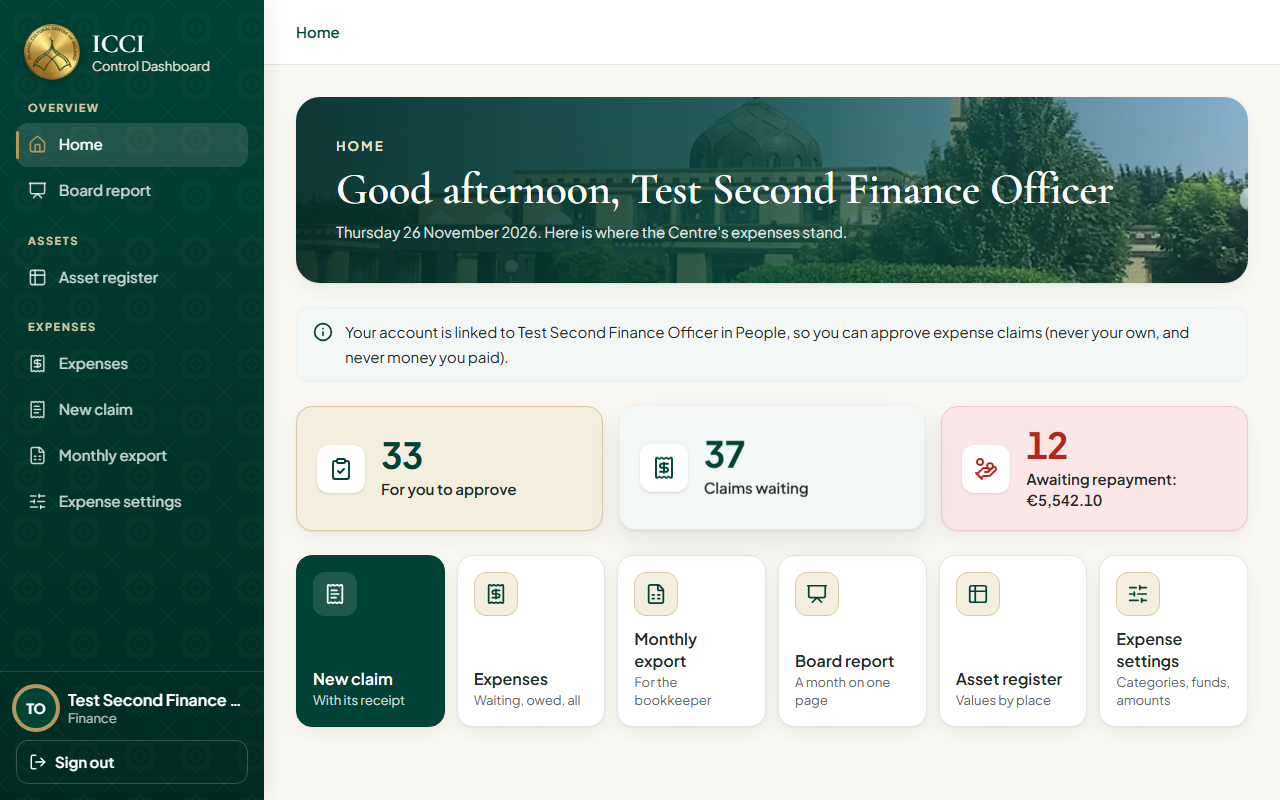 ICCI
Control Dashboard
OVERVIEW
Home
Board report
ASSETS
Asset register
EXPENSES
Expenses
New claim
Monthly export
Expense settings
TO
Test Second Finance ...
Finance
Sign out
Home
HOME
Good afternoon, Test Second Finance Officer
Thursday 26 November 2026. Here is where the Centre's expenses stand.
Your account is linked to Test Second Finance Officer in People, so you can approve expense claims (never your own, and
never money you paid).
33
For you to approve
37
Claims waiting
12
Awaiting repayment:
€5,542.10
New claim
With its receipt
Expenses
Waiting, owed, all
Monthly
export
For the
bookkeeper
Board report
A month on one
page
Asset register
Values by place
Expense
settings
Categories, funds,
amounts